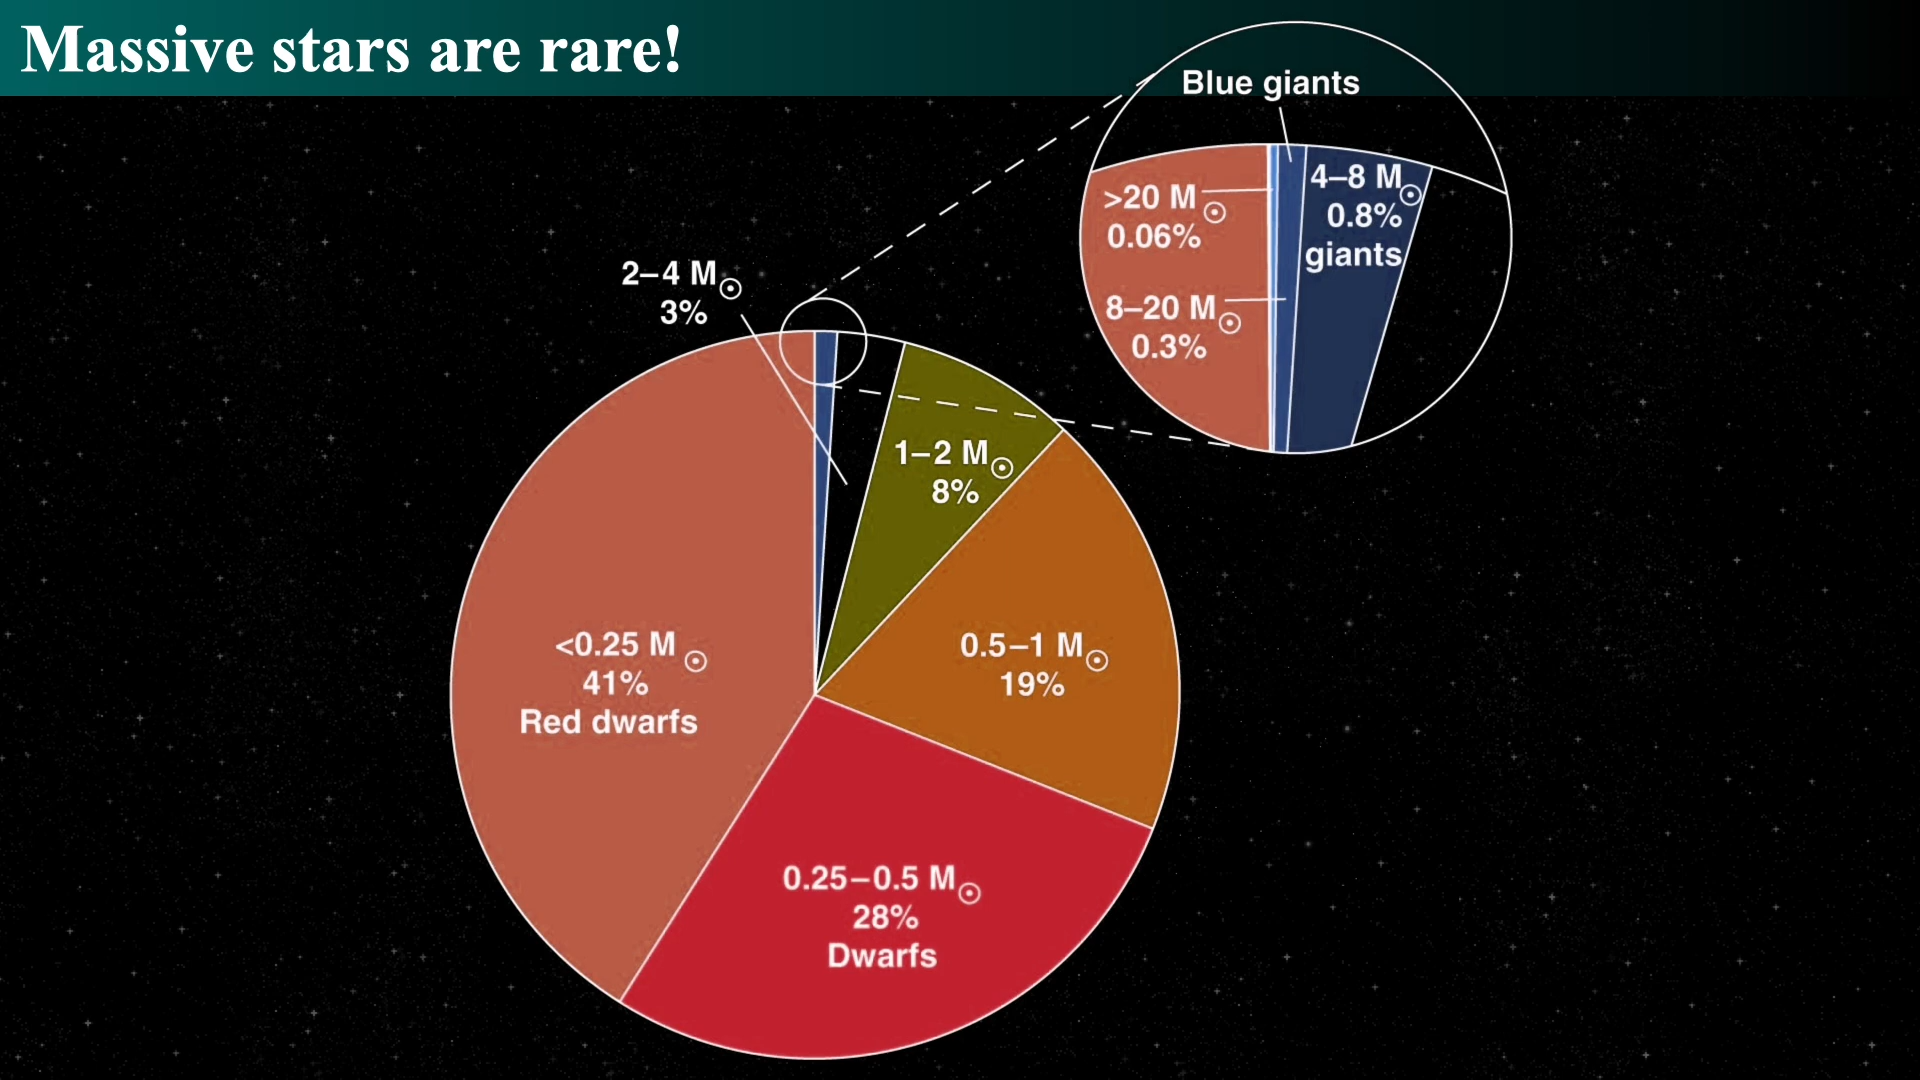 Massive stars are rare!
Blue giants
>20 M☉
0.06%
4–8 M☉
0.8%
giants
8–20 M☉
0.3%
2–4 M☉
3%
1–2 M☉
8%
<0.25 M☉
41%
Red dwarfs
0.5–1 M☉
19%
0.25–0.5 M☉
28%
Dwarfs